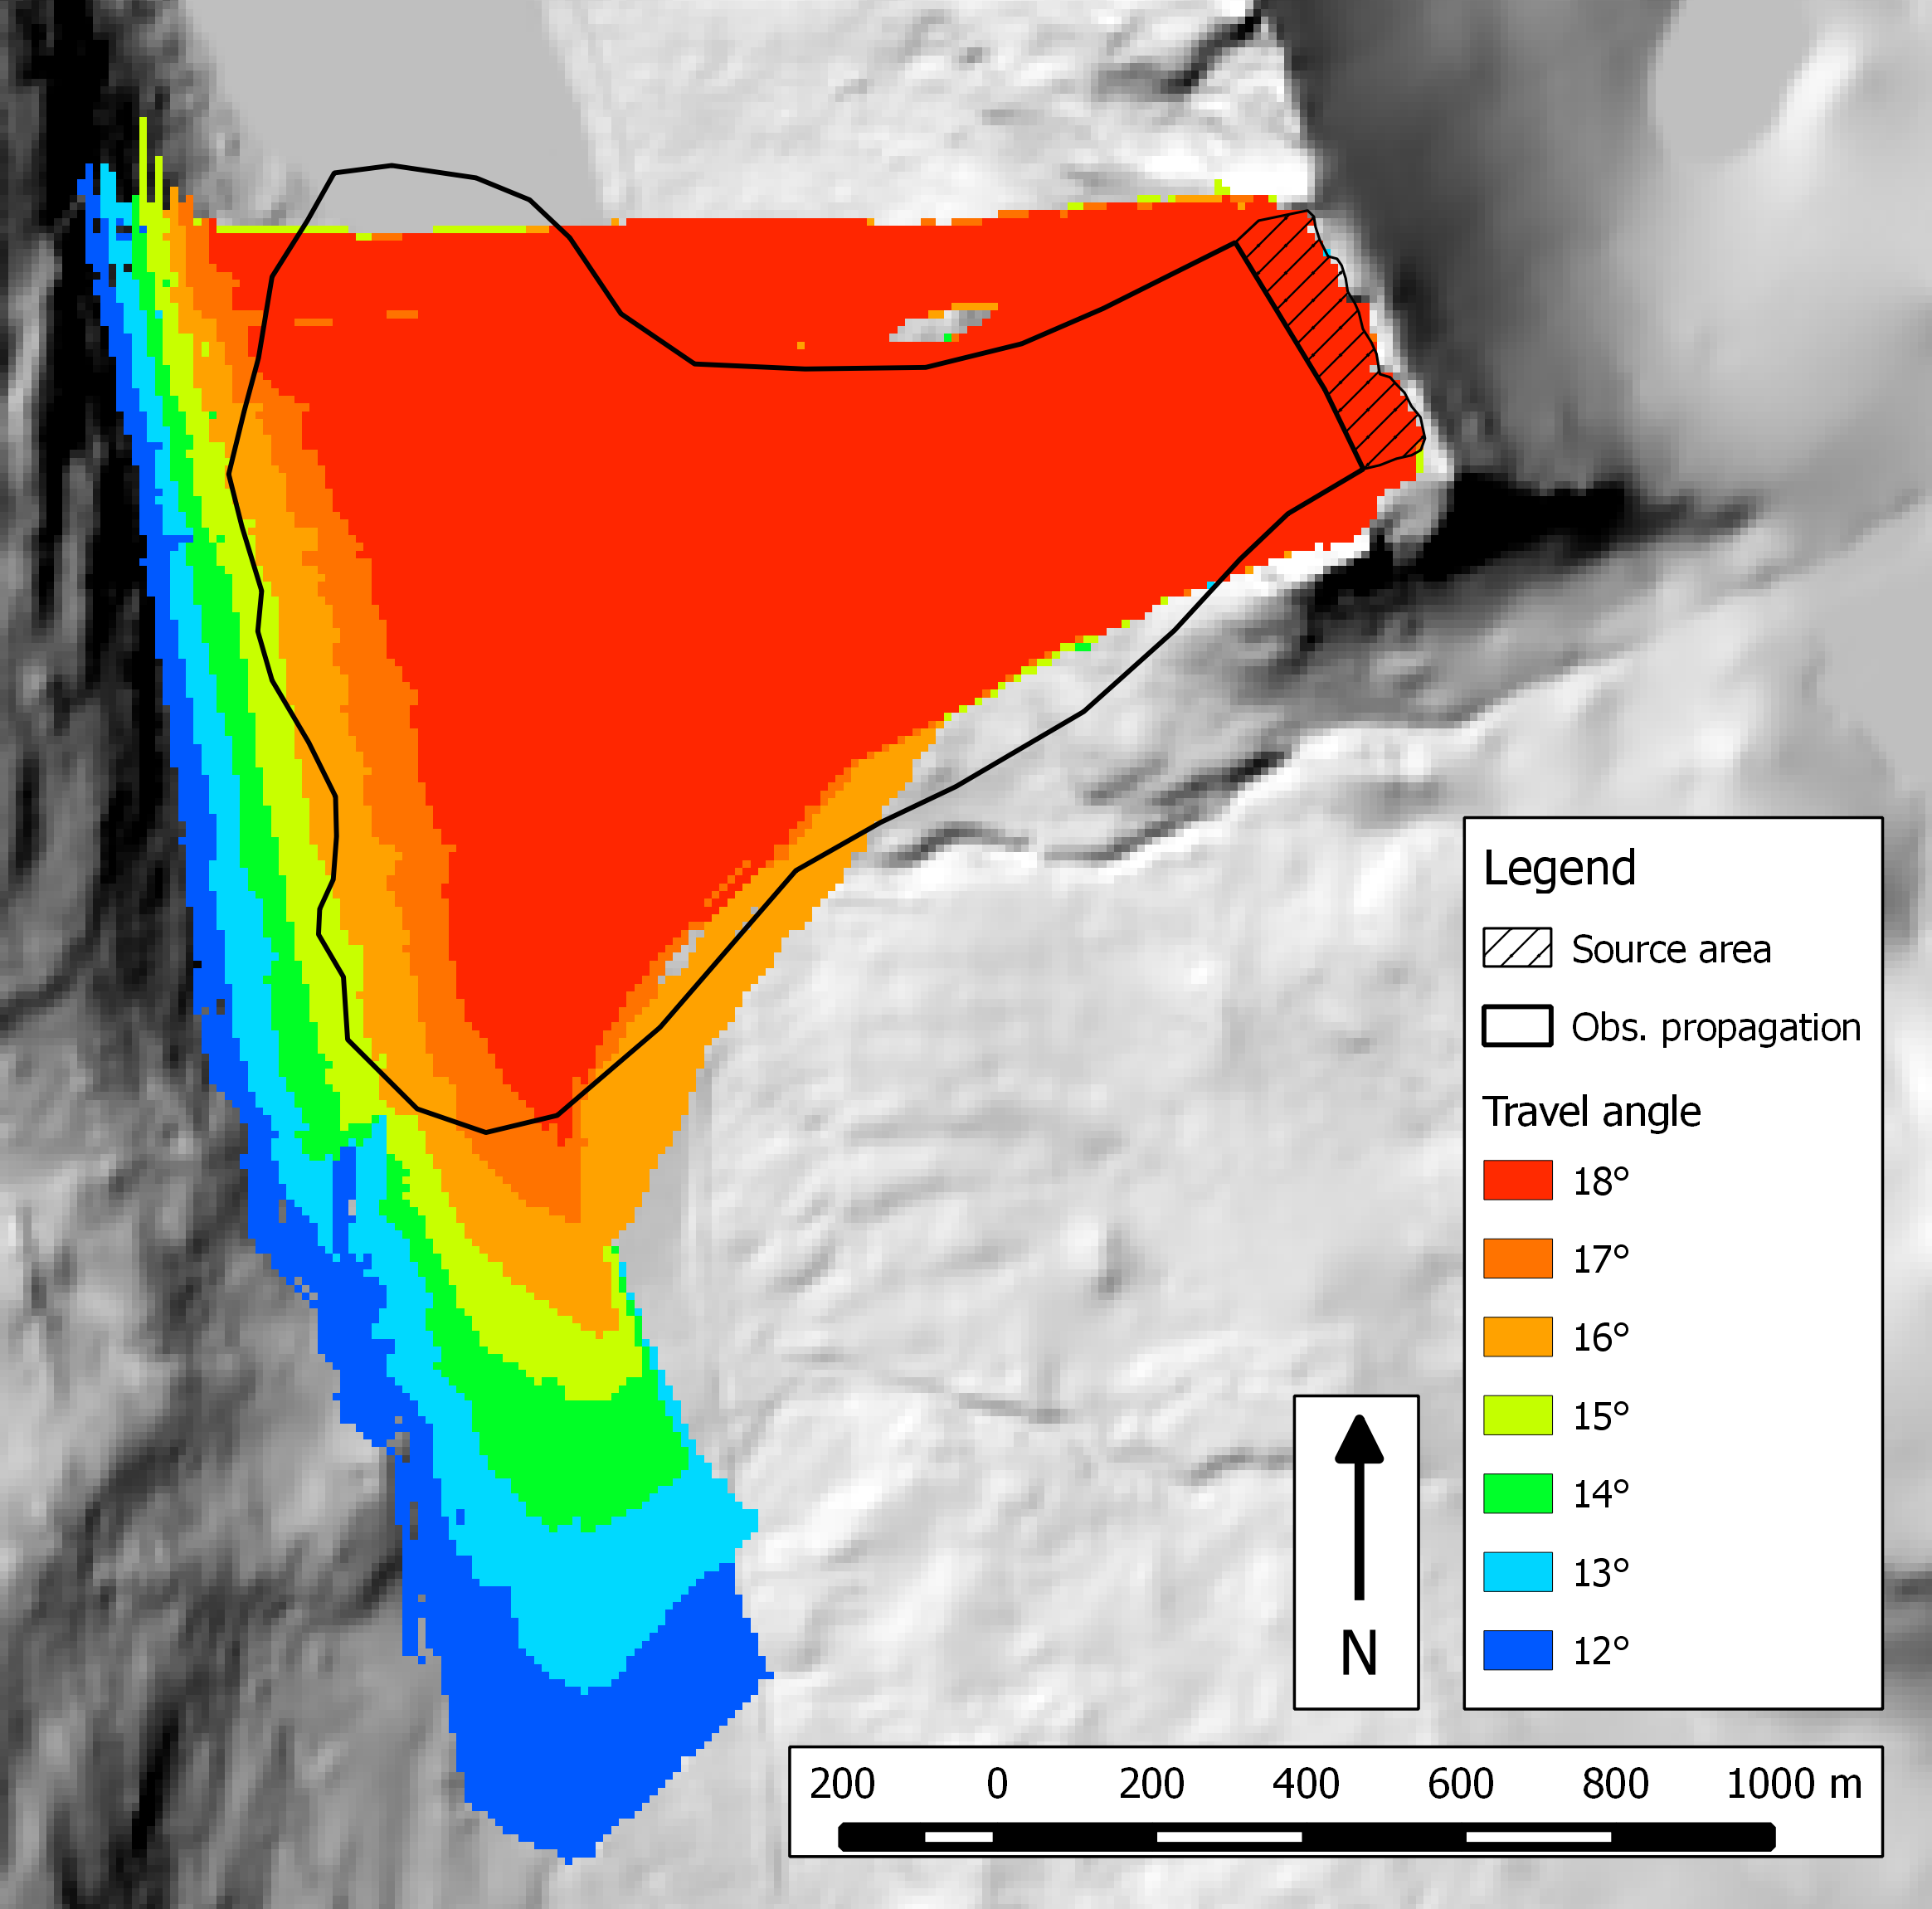 Legend
Source area
Obs. propagation
Travel angle
18°
17°
16°
15°
14°
13°
12°
N
200 0 200 400 600 800 1000 m